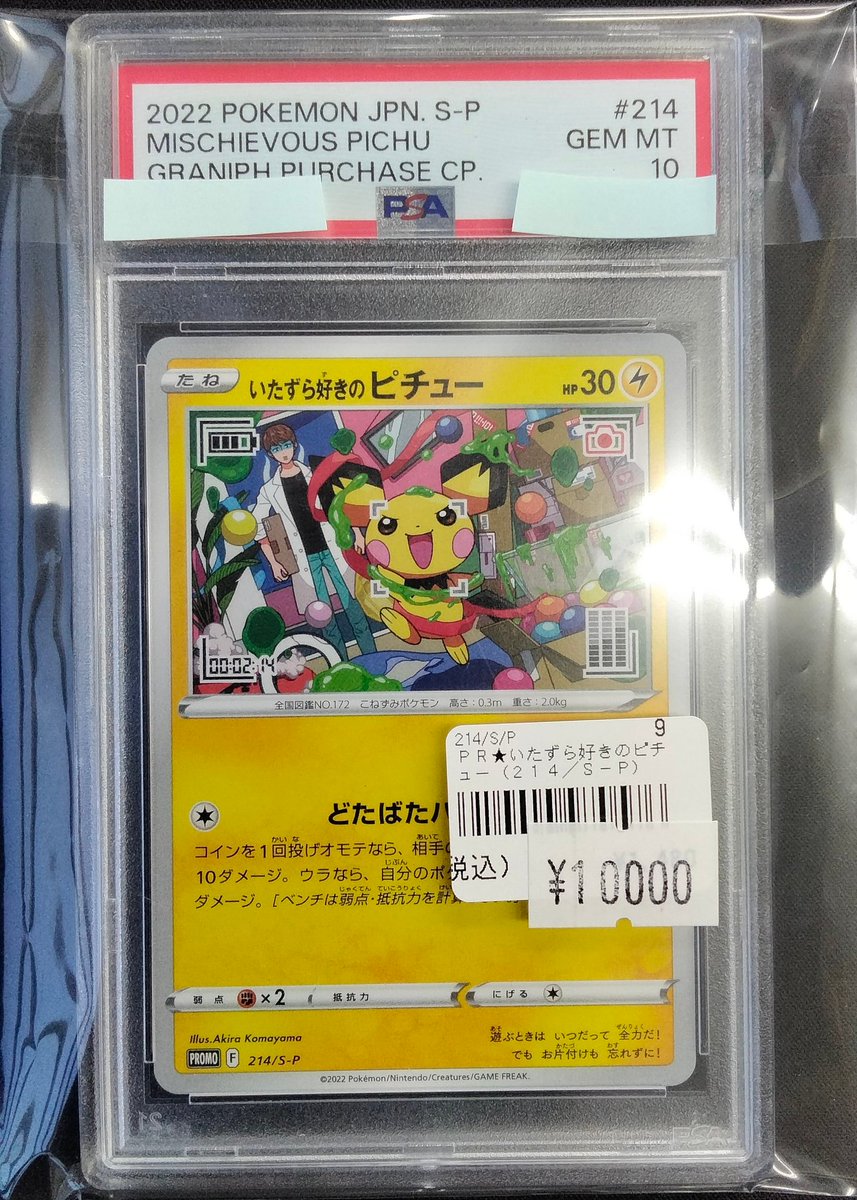 2022 POKEMON JPN. S-P #214
MISCHIEVOUS PICHU GEM MT
GRANIPH PURCHASE CP. 10
PSA
たね いたずら好きのピチュー HP 30
00:02:14
全国図鑑NO.172 こねずみポケモン 高さ:0.3m 重さ:2.0kg
214/S/P 9
PR★いたずら好きのピチ
ュー(214/S-P)
どたばたパ
コインを1回投げオモテなら、相手の
10ダメージ。ウラなら、自分のポケ
ダメージ。[ベンチは弱点・抵抗力を計算
税込)
¥10000
弱点 ×2 抵抗力 にげる
Illus.Akira Komayama
PROMO F 214/S-P
遊ぶときは いつだって 全力だ!
でも お片付けも 忘れずに!
©2022 Pokémon/Nintendo/Creatures/GAME FREAK.